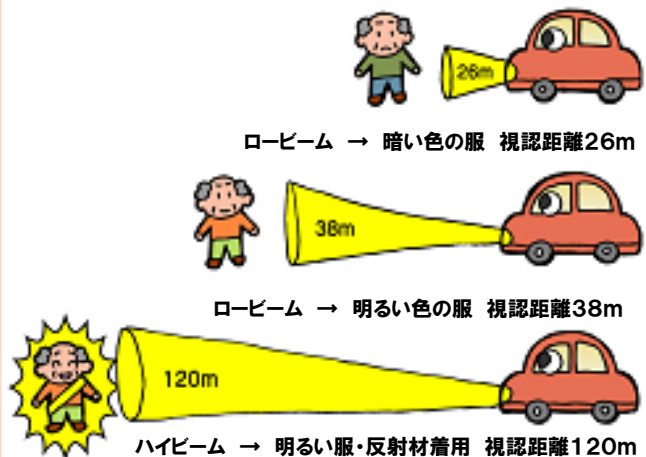 26m
ロービーム → 暗い色の服 視認距離26m
38m
ロービーム → 明るい色の服 視認距離38m
120m
ハイビーム → 明るい服・反射材着用 視認距離120m